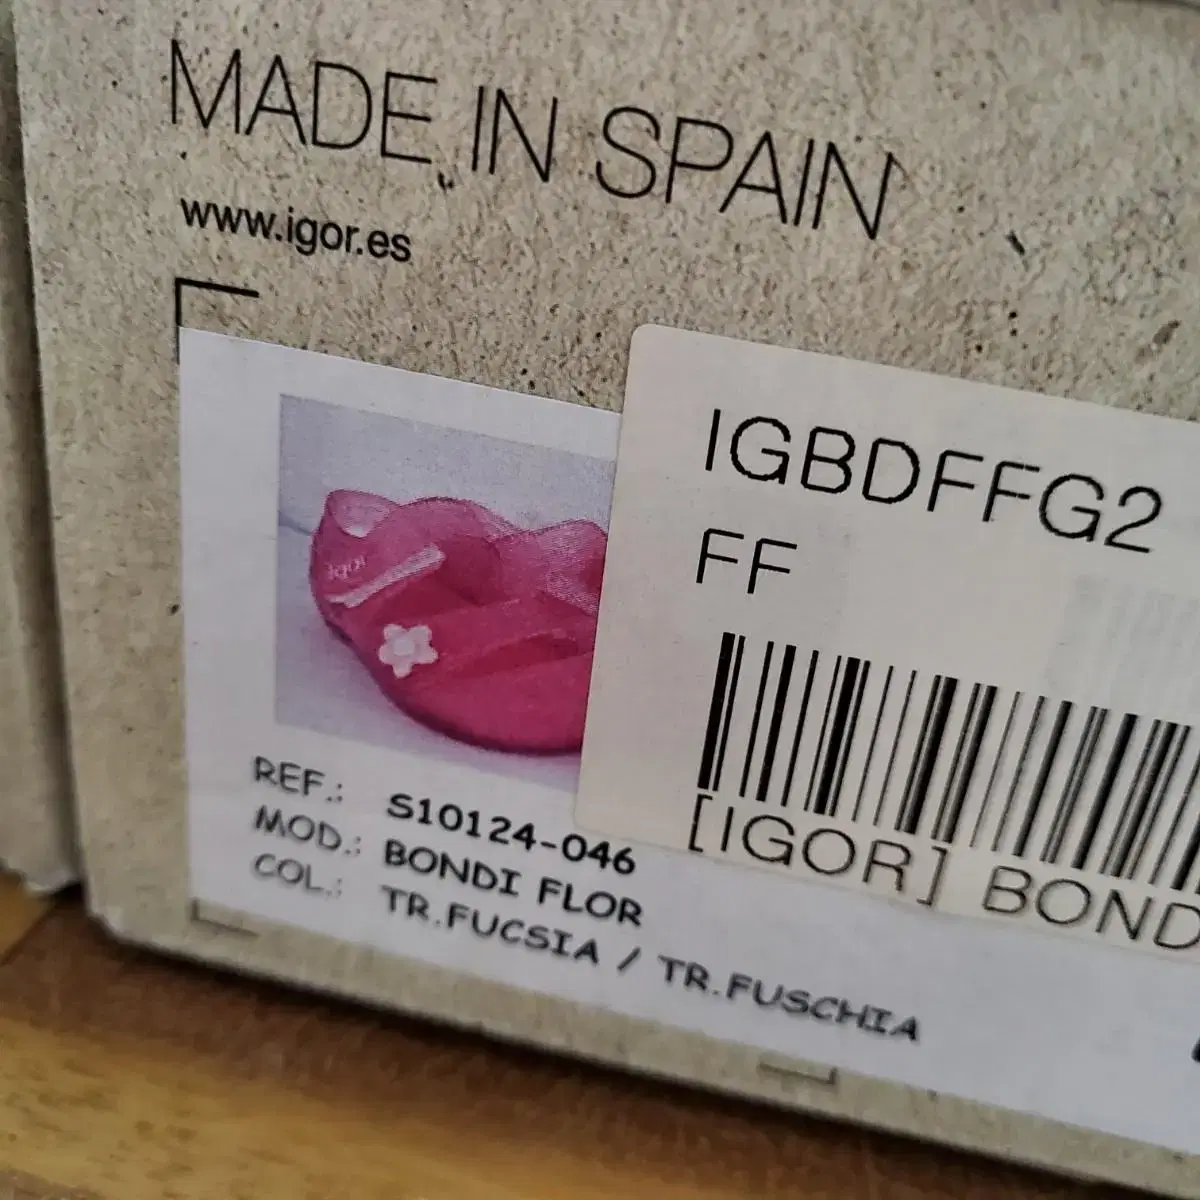 MADE IN SPAIN
www.igor.es
igor
IGBDFFG2
FF
[IGOR] BOND
REF.: S10124-046
MOD.: BONDI FLOR
COL.: TR.FUCSIA / TR.FUSCHIA